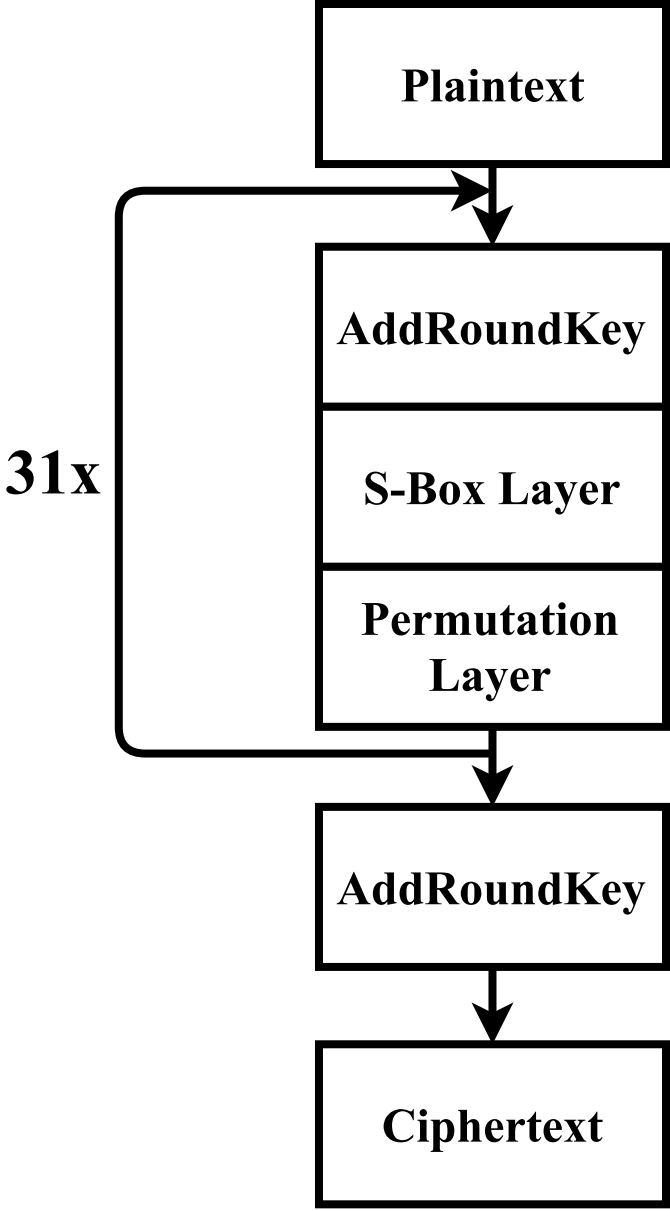 Plaintext
AddRoundKey
31x
S-Box Layer
Permutation
Layer
AddRoundKey
Ciphertext